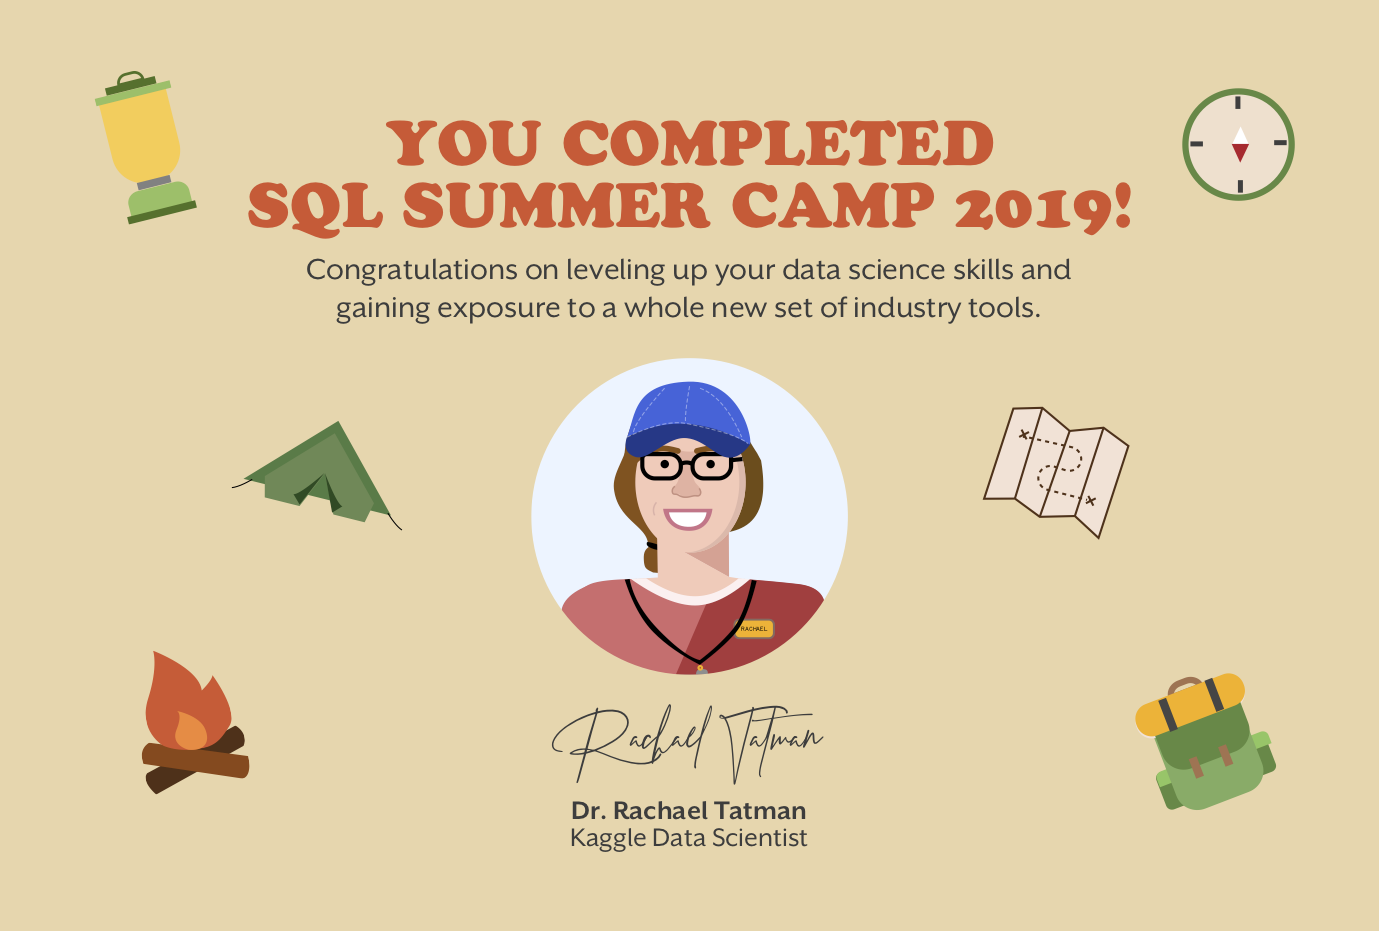 YOU COMPLETED
SQL SUMMER CAMP 2019!
Congratulations on leveling up your data science skills and
gaining exposure to a whole new set of industry tools.
RACHAEL
Rachael Tatman
Dr. Rachael Tatman
Kaggle Data Scientist